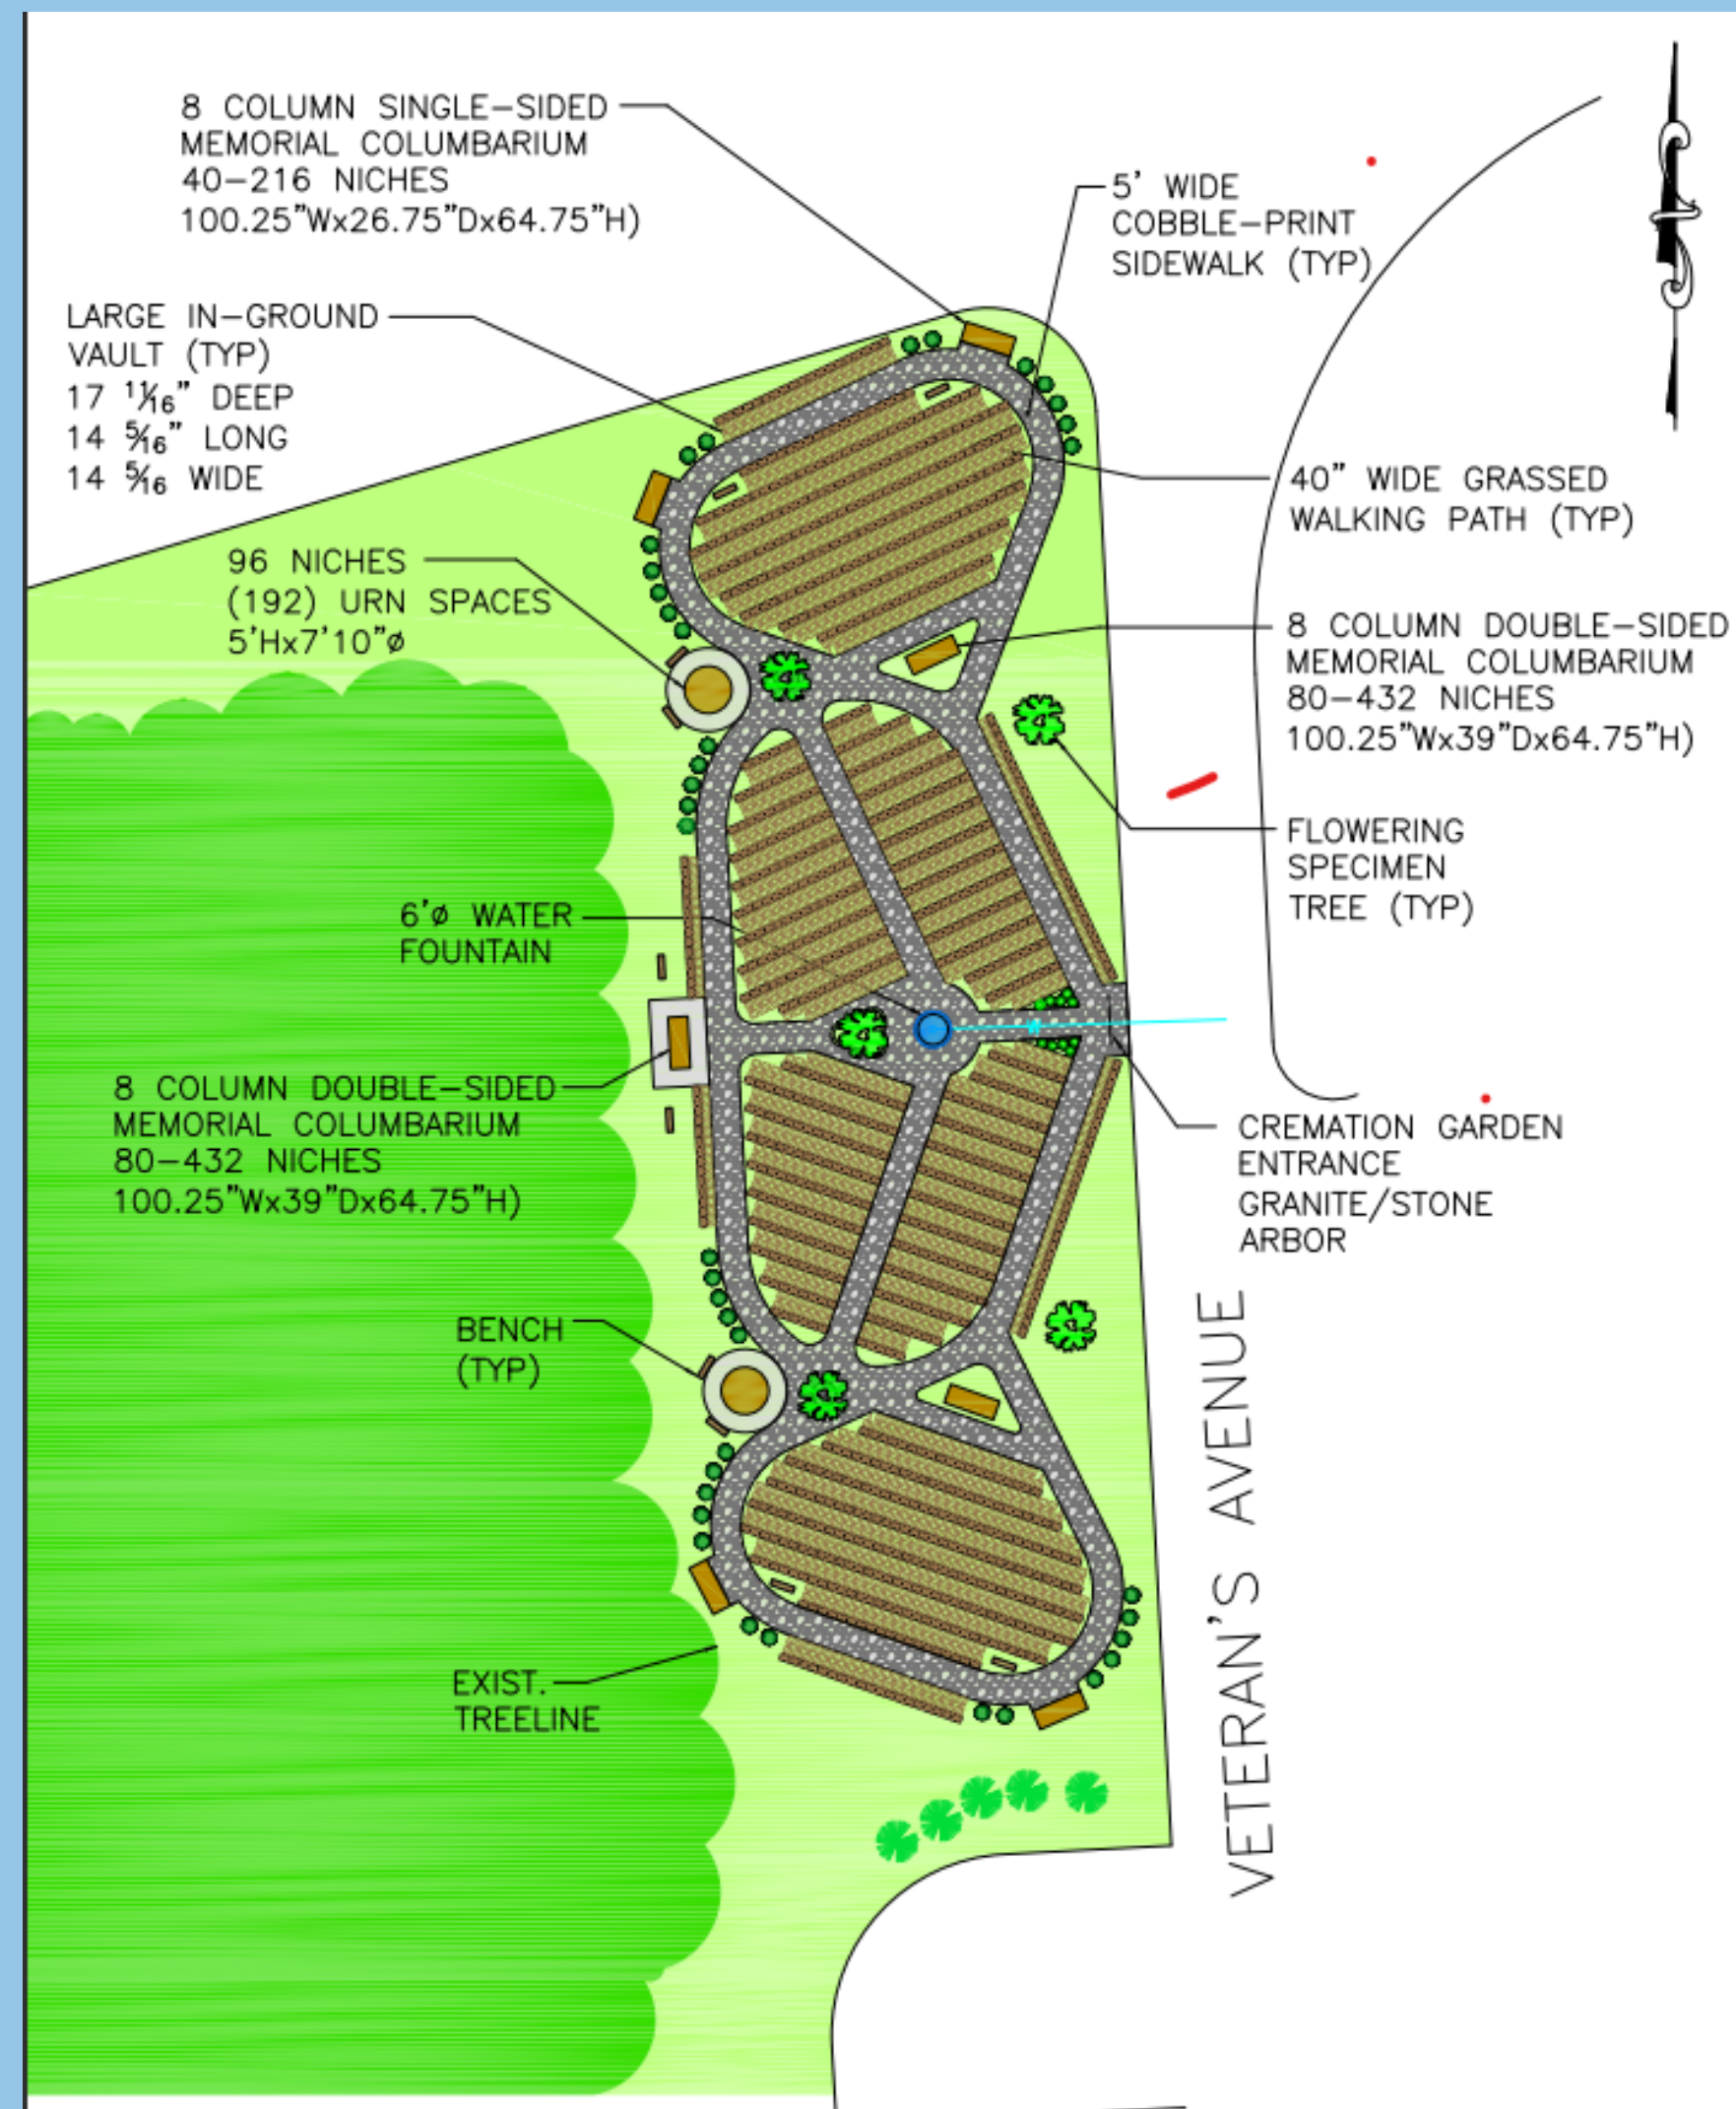 8 COLUMN SINGLE-SIDED
MEMORIAL COLUMBARIUM
40-216 NICHES
100.25"Wx26.75"Dx64.75"H)
5' WIDE
COBBLE-PRINT
SIDEWALK (TYP)
LARGE IN-GROUND
VAULT (TYP)
17 11/16" DEEP
14 5/16" LONG
14 5/16 WIDE
40" WIDE GRASSED
WALKING PATH (TYP)
96 NICHES
(192) URN SPACES
5'Hx7'10"ø
8 COLUMN DOUBLE-SIDED
MEMORIAL COLUMBARIUM
80-432 NICHES
100.25"Wx39"Dx64.75"H)
FLOWERING
SPECIMEN
TREE (TYP)
6'ø WATER
FOUNTAIN
8 COLUMN DOUBLE-SIDED
MEMORIAL COLUMBARIUM
80-432 NICHES
100.25"Wx39"Dx64.75"H)
CREMATION GARDEN
ENTRANCE
GRANITE/STONE
ARBOR
BENCH
(TYP)
VETERAN'S AVENUE
EXIST.
TREELINE